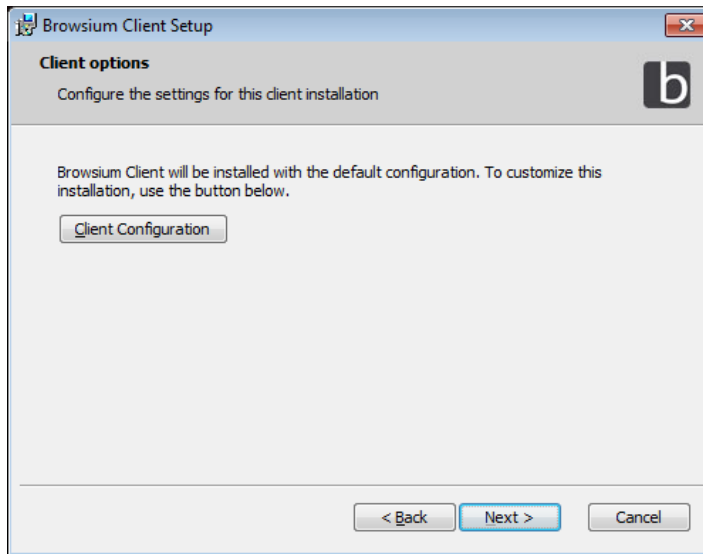 Browsium Client Setup
Client options
Configure the settings for this client installation
b
Browsium Client will be installed with the default configuration. To customize this
installation, use the button below.
Client Configuration
< Back
Next >
Cancel